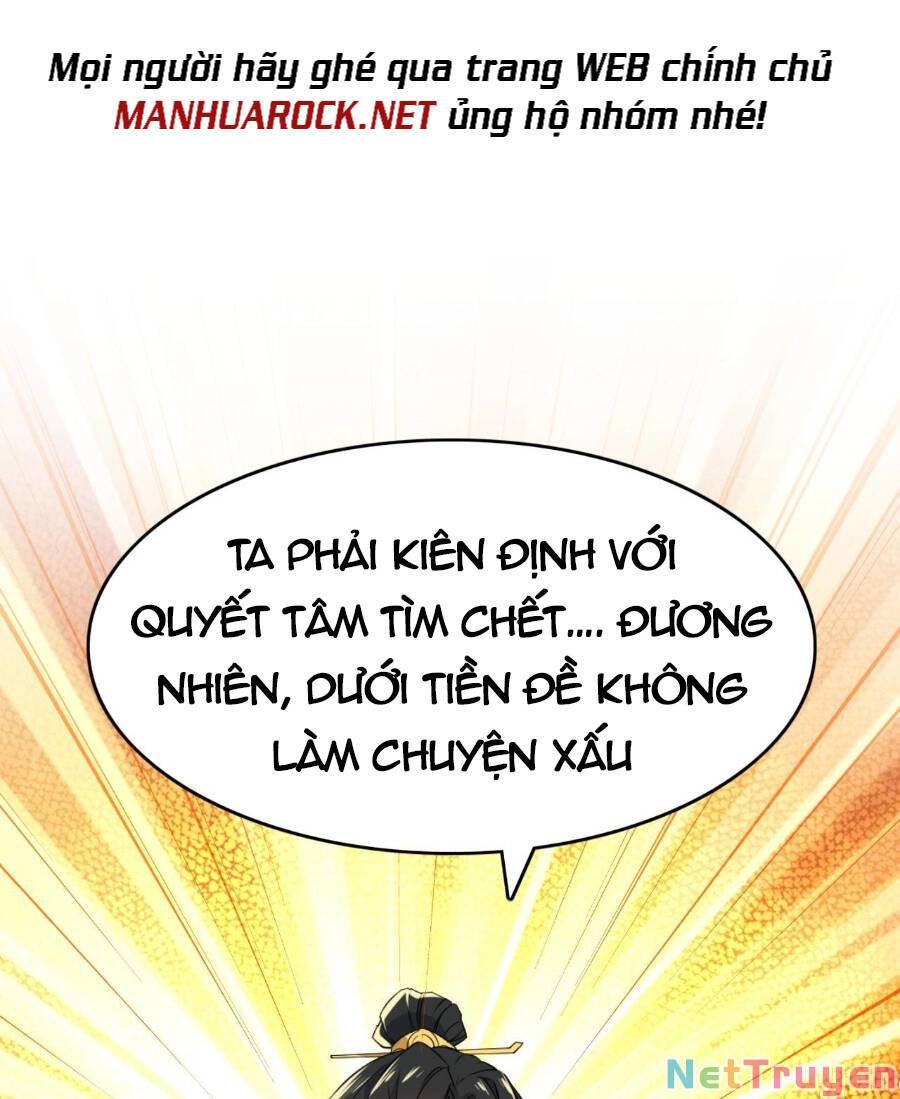 Mọi người hãy ghé qua trang WEB chính chủ
MANHUAROCK.NET ủng hộ nhóm nhé!
TA PHẢI KIÊN ĐỊNH VỚI
QUYẾT TÂM TÌM CHẾT.... ĐƯƠNG
NHIÊN, DƯỚI TIỀN ĐỀ KHÔNG
LÀM CHUYỆN XẤU
NetTruyen